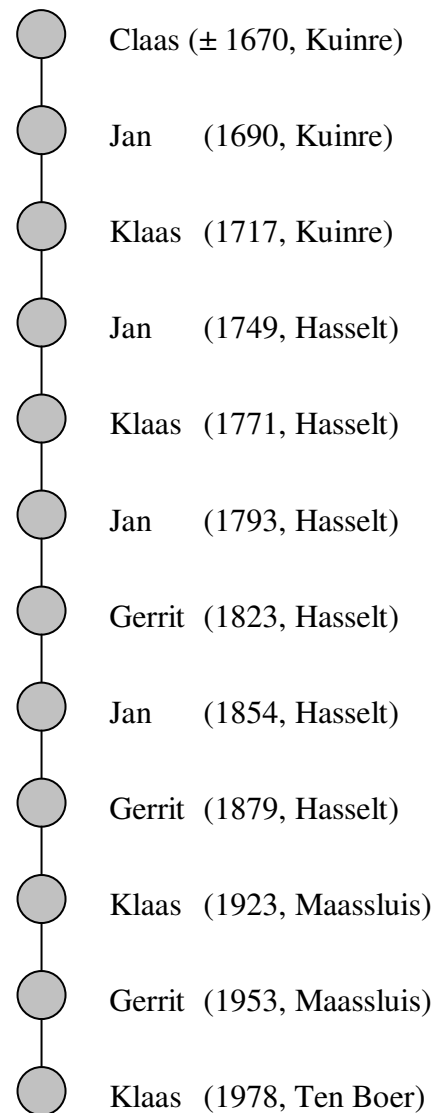 Claas (± 1670, Kuinre)
Jan (1690, Kuinre)
Klaas (1717, Kuinre)
Jan (1749, Hasselt)
Klaas (1771, Hasselt)
Jan (1793, Hasselt)
Gerrit (1823, Hasselt)
Jan (1854, Hasselt)
Gerrit (1879, Hasselt)
Klaas (1923, Maassluis)
Gerrit (1953, Maassluis)
Klaas (1978, Ten Boer)